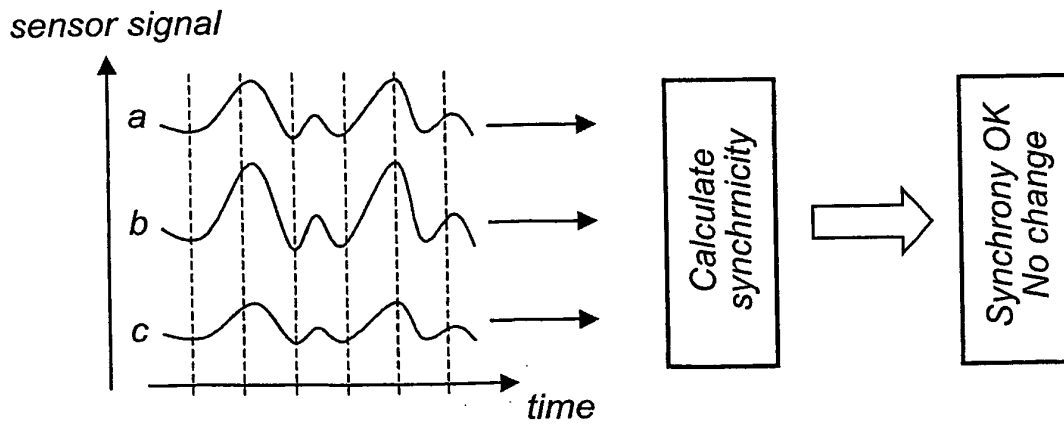 sensor signal
a
b
c
time
Calculate
synchrnicity
Synchrony OK
No change